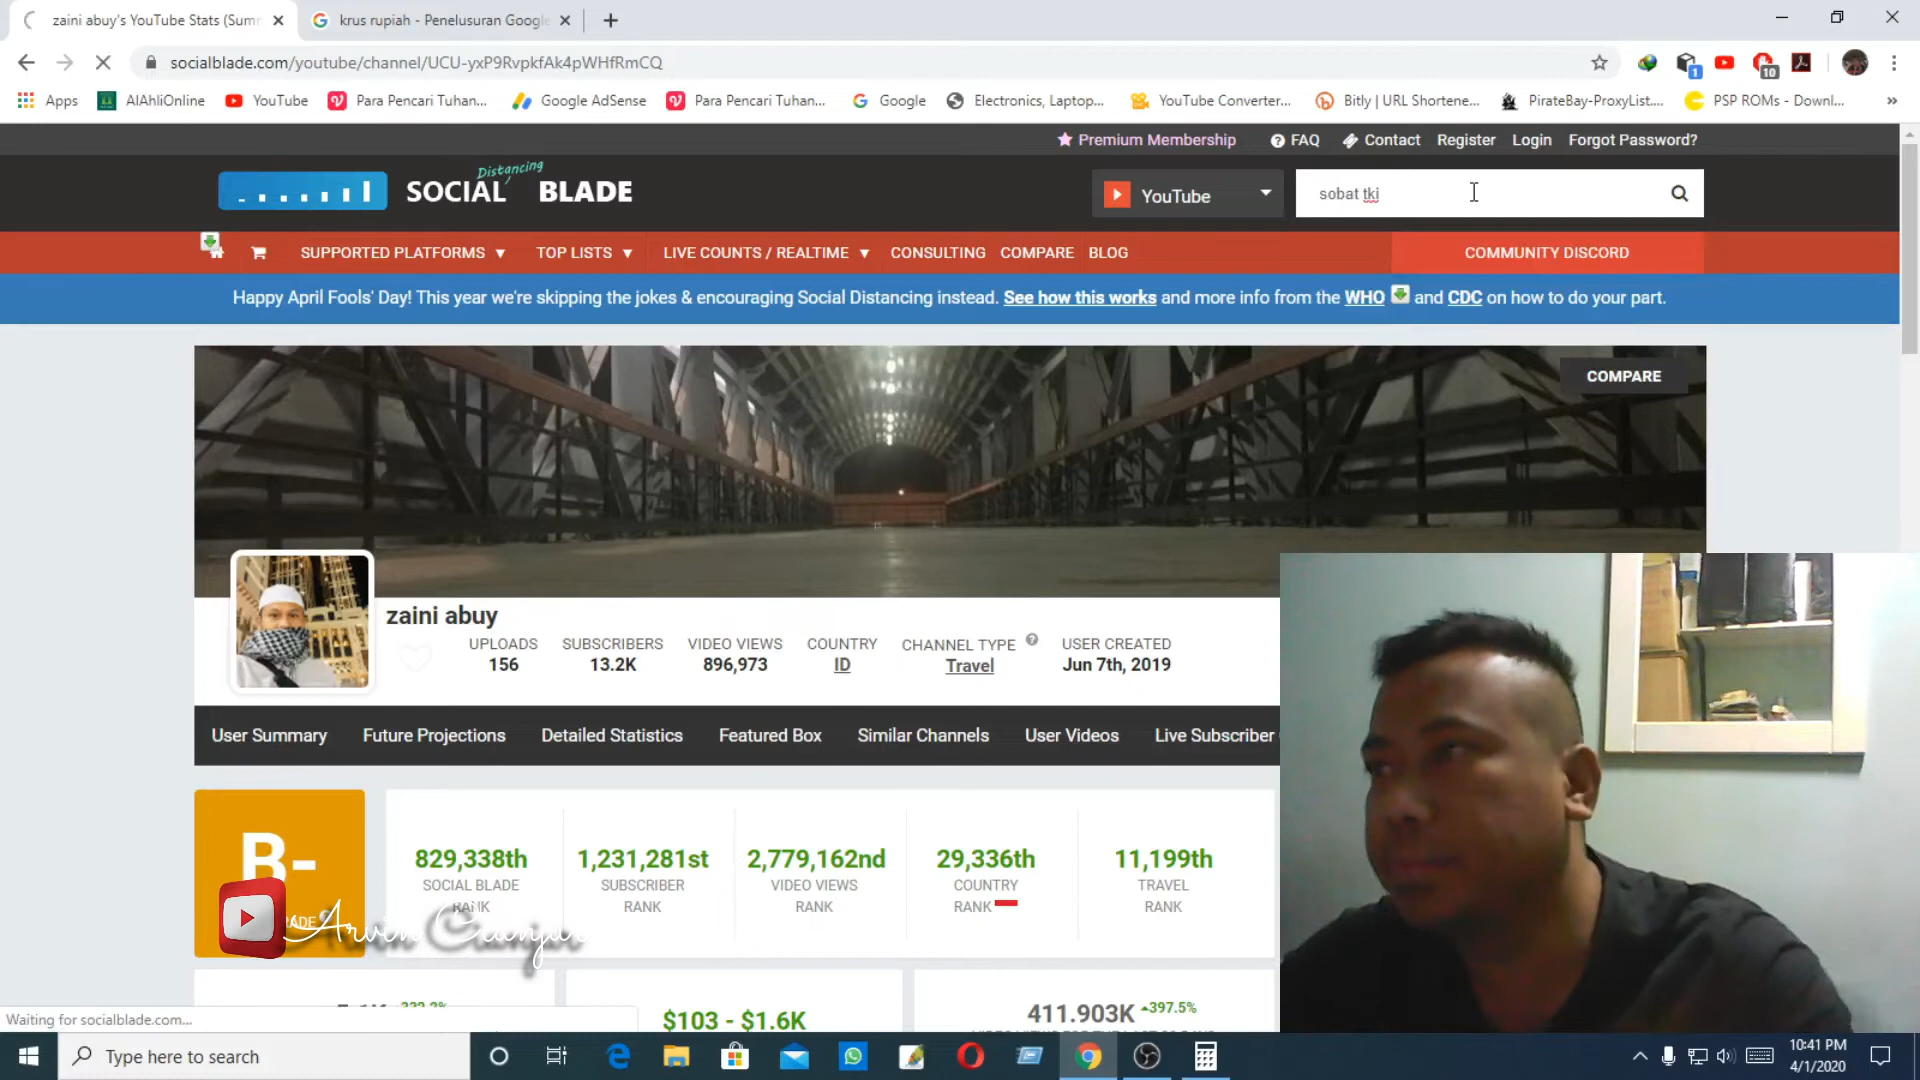 zaini abuy's YouTube Stats (Summ
krus rupiah - Penelusuran Google
socialblade.com/youtube/channel/UCU-yxP9RvpkfAk4pWHfRmCQ
1
10
Apps
AlAhliOnline
YouTube
Para Pencari Tuhan...
Google AdSense
Para Pencari Tuhan...
Google
Electronics, Laptop...
YouTube Converter...
Bitly | URL Shortene...
PirateBay-ProxyList....
PSP ROMs - Downl...
Premium Membership
FAQ
Contact
Register
Login
Forgot Password?
Distancing
SOCIAL BLADE
YouTube
sobat tki
SUPPORTED PLATFORMS
TOP LISTS
LIVE COUNTS / REALTIME
CONSULTING
COMPARE
BLOG
COMMUNITY DISCORD
Happy April Fools' Day! This year we're skipping the jokes & encouraging Social Distancing instead. See how this works and more info from the WHO and CDC on how to do your part.
COMPARE
zaini abuy
UPLOADS
156
SUBSCRIBERS
13.2K
VIDEO VIEWS
896,973
COUNTRY
ID
CHANNEL TYPE
Travel
USER CREATED
Jun 7th, 2019
User Summary
Future Projections
Detailed Statistics
Featured Box
Similar Channels
User Videos
Live Subscriber
B-
829,338th
SOCIAL BLADE
RANK
1,231,281st
SUBSCRIBER
RANK
2,779,162nd
VIDEO VIEWS
RANK
29,336th
COUNTRY
RANK
11,199th
TRAVEL
RANK
Arvin Cianjur
$103 - $1.6K
411.903K
397.5%
Waiting for socialblade.com...
Type here to search
10:41 PM
4/1/2020